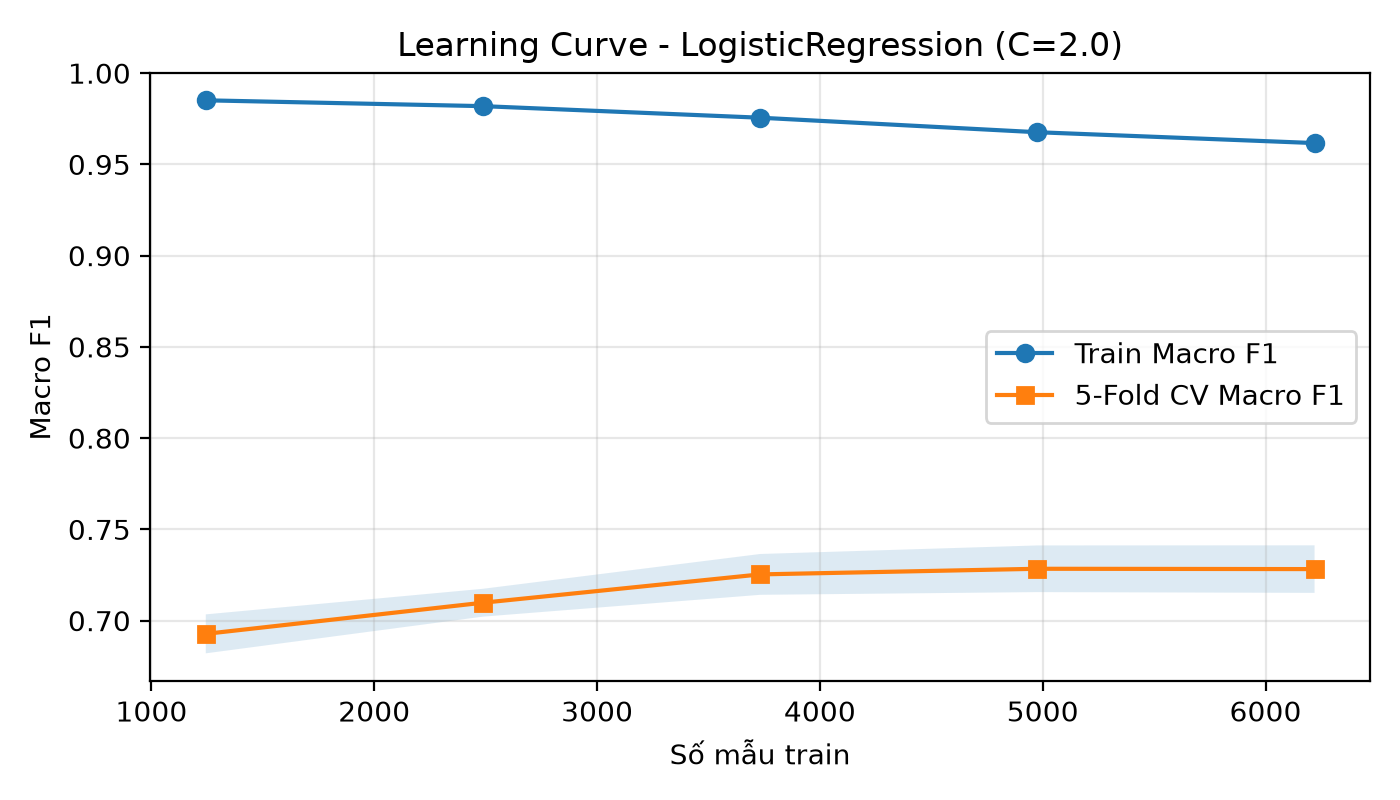 Learning Curve - LogisticRegression (C=2.0)
1.00
0.95
0.90
0.85
0.80
0.75
0.70
Macro F1
Train Macro F1
5-Fold CV Macro F1
1000 2000 3000 4000 5000 6000
Số mẫu train